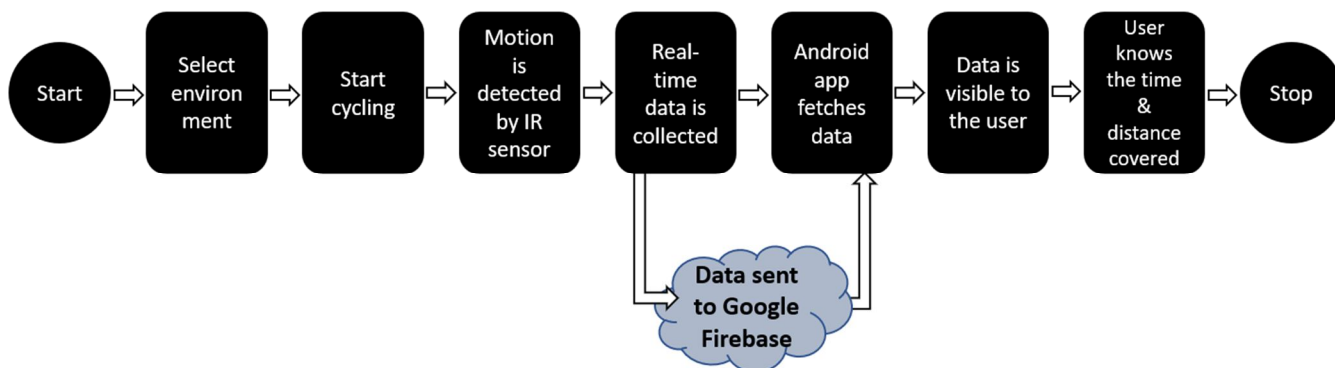 Start
Select
environ
ment
Start
cycling
Motion
is
detected
by IR
sensor
Real-
time
data is
collected
Android
app
fetches
data
Data is
visible to
the user
User
knows
the time
&
distance
covered
Stop
Data sent
to Google
Firebase